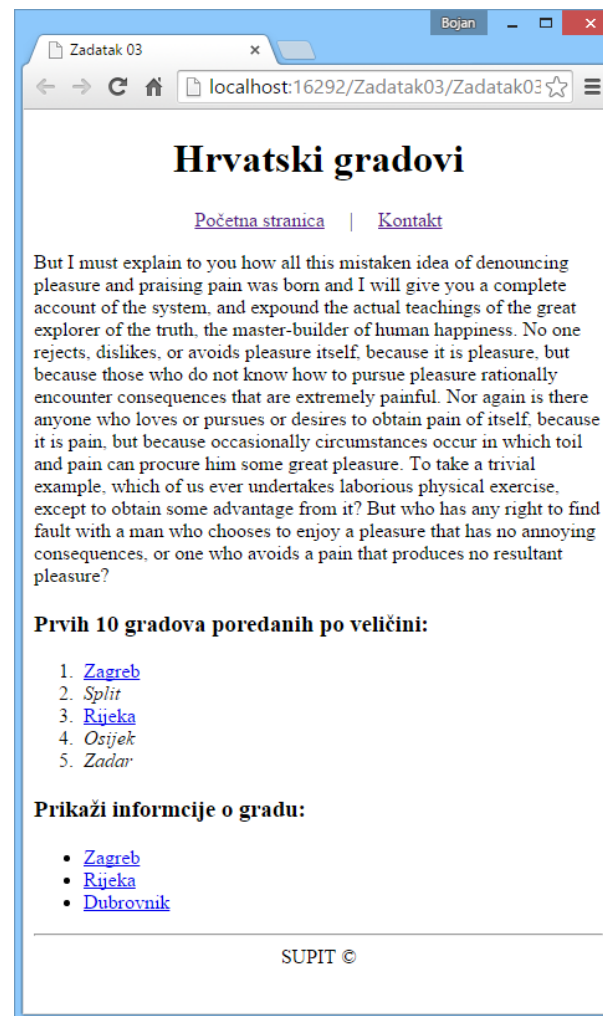 Bojan
Zadatak 03
localhost:16292/Zadatak03/Zadatak03
Hrvatski gradovi
Početna stranica | Kontakt
But I must explain to you how all this mistaken idea of denouncing
pleasure and praising pain was born and I will give you a complete
account of the system, and expound the actual teachings of the great
explorer of the truth, the master-builder of human happiness. No one
rejects, dislikes, or avoids pleasure itself, because it is pleasure, but
because those who do not know how to pursue pleasure rationally
encounter consequences that are extremely painful. Nor again is there
anyone who loves or pursues or desires to obtain pain of itself, because
it is pain, but because occasionally circumstances occur in which toil
and pain can procure him some great pleasure. To take a trivial
example, which of us ever undertakes laborious physical exercise,
except to obtain some advantage from it? But who has any right to find
fault with a man who chooses to enjoy a pleasure that has no annoying
consequences, or one who avoids a pain that produces no resultant
pleasure?
Prvih 10 gradova poredanih po veličini:
1. Zagreb
2. Split
3. Rijeka
4. Osijek
5. Zadar
Prikaži informcije o gradu:
• Zagreb
• Rijeka
• Dubrovnik
SUPIT ©